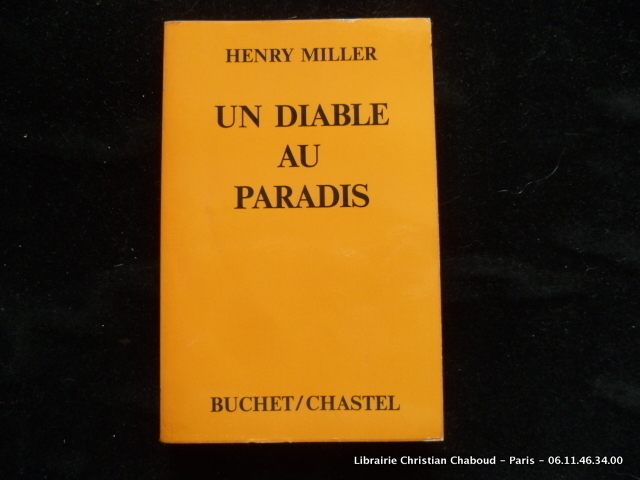 HENRY MILLER
UN DIABLE
AU
PARADIS
BUCHET/CHASTEL
Librairie Christian Chaboud - Paris - 06.11.46.34.00